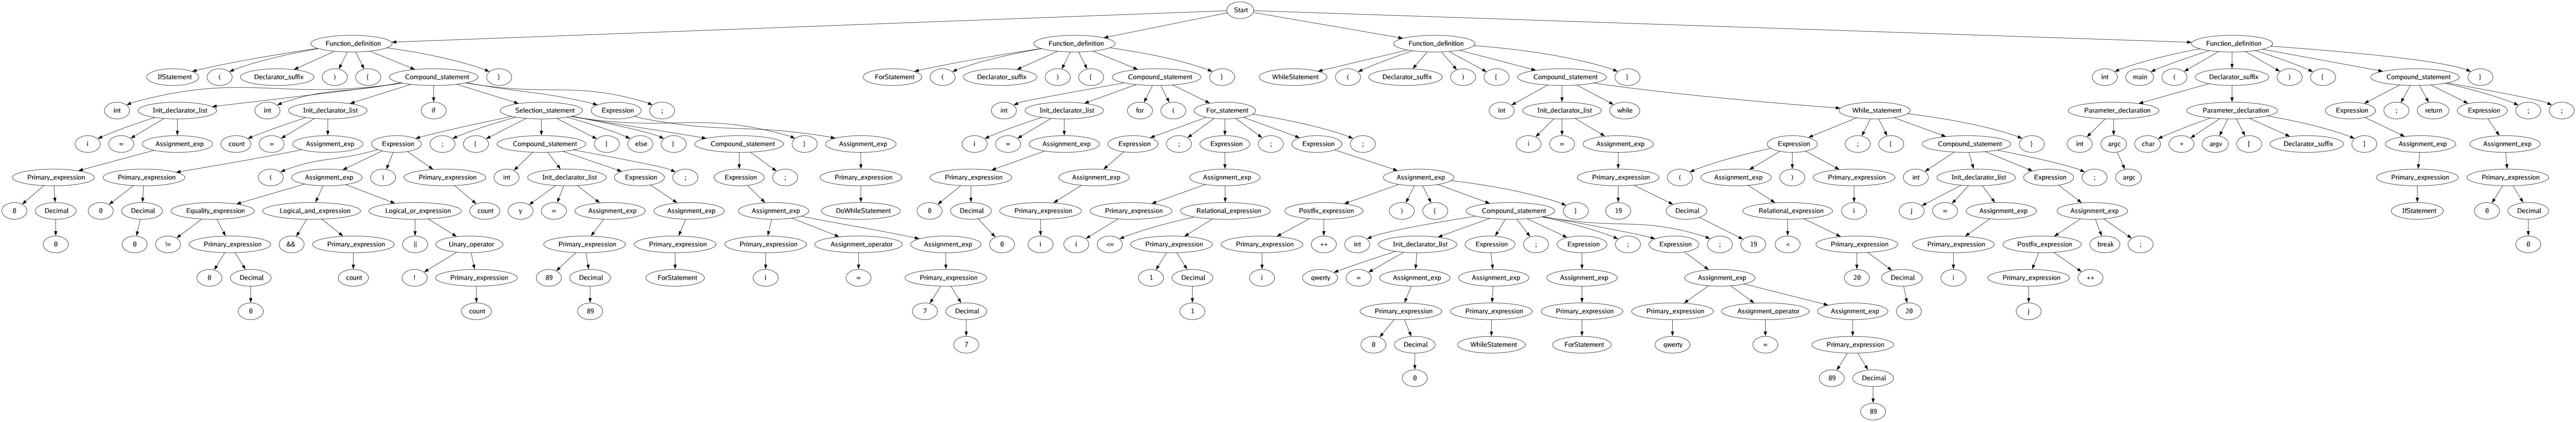 Start
Function_definition Function_definition Function_definition Function_definition
IfStatement ( Declarator_suffix ) { Compound_statement } ForStatement ( Declarator_suffix ) { Compound_statement } WhileStatement ( Declarator_suffix ) { Compound_statement } int main ( Declarator_suffix ) { Compound_statement }
int Init_declarator_list int Init_declarator_list if Selection_statement Expression ; int Init_declarator_list for ( For_statement int Init_declarator_list while While_statement Parameter_declaration Parameter_declaration Expression ; return Expression ; ;
i = Assignment_exp count = Assignment_exp Expression ; { Compound_statement } else { Compound_statement } Assignment_exp i = Assignment_exp Expression ; Expression ; Expression ; i = Assignment_exp Expression ; { Compound_statement } int argc char * argv [ Declarator_suffix ] Assignment_exp Assignment_exp
Primary_expression Primary_expression ( Assignment_exp ) Primary_expression int Init_declarator_list Expression ; Expression ; Primary_expression Primary_expression Assignment_exp Assignment_exp Assignment_exp Primary_expression ( Assignment_exp ) Primary_expression int Init_declarator_list Expression ; argc Primary_expression Primary_expression
0 Decimal 0 Decimal Equality_expression Logical_and_expression Logical_or_expression count y = Assignment_exp Assignment_exp Assignment_exp DoWhileStatement 0 Decimal Primary_expression Primary_expression Relational_expression Postfix_expression ) { Compound_statement } 19 Decimal Relational_expression i j = Assignment_exp Assignment_exp IfStatement 0 Decimal
0 0 != Primary_expression && Primary_expression || Unary_operator Primary_expression Primary_expression Primary_expression Assignment_operator Assignment_exp 0 i i <= Primary_expression Primary_expression ++ int Init_declarator_list Expression ; Expression ; Expression ; 19 < Primary_expression Primary_expression Postfix_expression break ; 0
0 Decimal count ! Primary_expression 89 Decimal ForStatement i = Primary_expression 1 Decimal i qwerty = Assignment_exp Assignment_exp Assignment_exp Assignment_exp 20 Decimal i Primary_expression ++
0 count 89 7 Decimal 1 Primary_expression Primary_expression Primary_expression Primary_expression Assignment_operator Assignment_exp 20 j
7 0 Decimal WhileStatement ForStatement qwerty = Primary_expression
0 89 Decimal
89